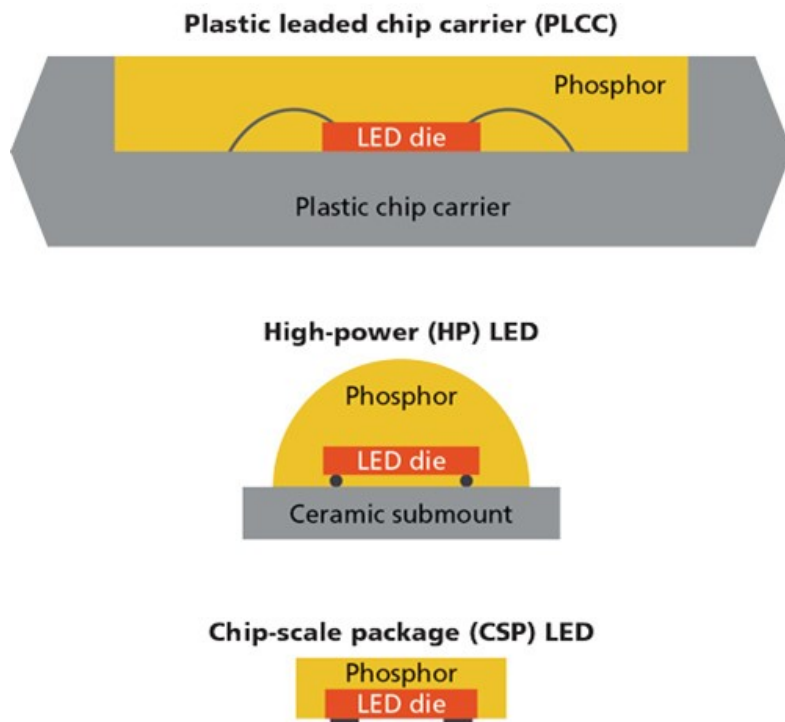 Plastic leaded chip carrier (PLCC)
Phosphor
LED die
Plastic chip carrier
High-power (HP) LED
Phosphor
LED die
Ceramic submount
Chip-scale package (CSP) LED
Phosphor
LED die